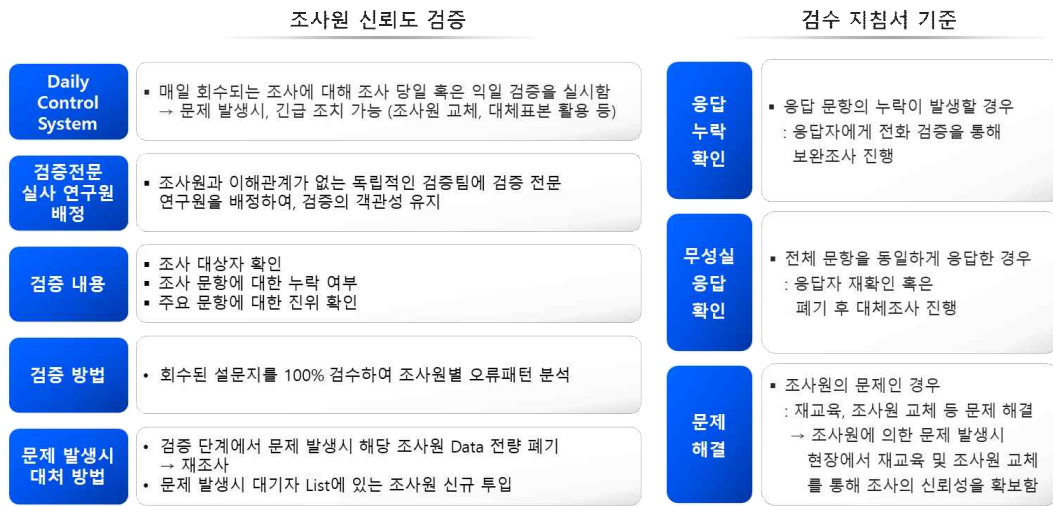 조사원 신뢰도 검증
Daily
Control
System
▪ 매일 회수되는 조사에 대해 조사 당일 혹은 익일 검증을 실시함
→ 문제 발생시, 긴급 조치 가능 (조사원 교체, 대체표본 활용 등)
검증전문
실사 연구원
배정
▪ 조사원과 이해관계가 없는 독립적인 검증팀에 검증 전문
연구원을 배정하여, 검증의 객관성 유지
검증 내용
▪ 조사 대상자 확인
▪ 조사 문항에 대한 누락 여부
▪ 주요 문항에 대한 진위 확인
검증 방법
• 회수된 설문지를 100% 검수하여 조사원별 오류패턴 분석
문제 발생시
대처 방법
• 검증 단계에서 문제 발생시 해당 조사원 Data 전량 폐기
→ 재조사
• 문제 발생시 대기자 List에 있는 조사원 신규 투입
검수 지침서 기준
응답
누락
확인
▪ 응답 문항의 누락이 발생할 경우
: 응답자에게 전화 검증을 통해
보완조사 진행
무성실
응답
확인
▪ 전체 문항을 동일하게 응답한 경우
: 응답자 재확인 혹은
폐기 후 대체조사 진행
문제
해결
▪ 조사원의 문제인 경우
: 재교육, 조사원 교체 등 문제 해결
→ 조사원에 의한 문제 발생시
현장에서 재교육 및 조사원 교체
를 통해 조사의 신뢰성을 확보함